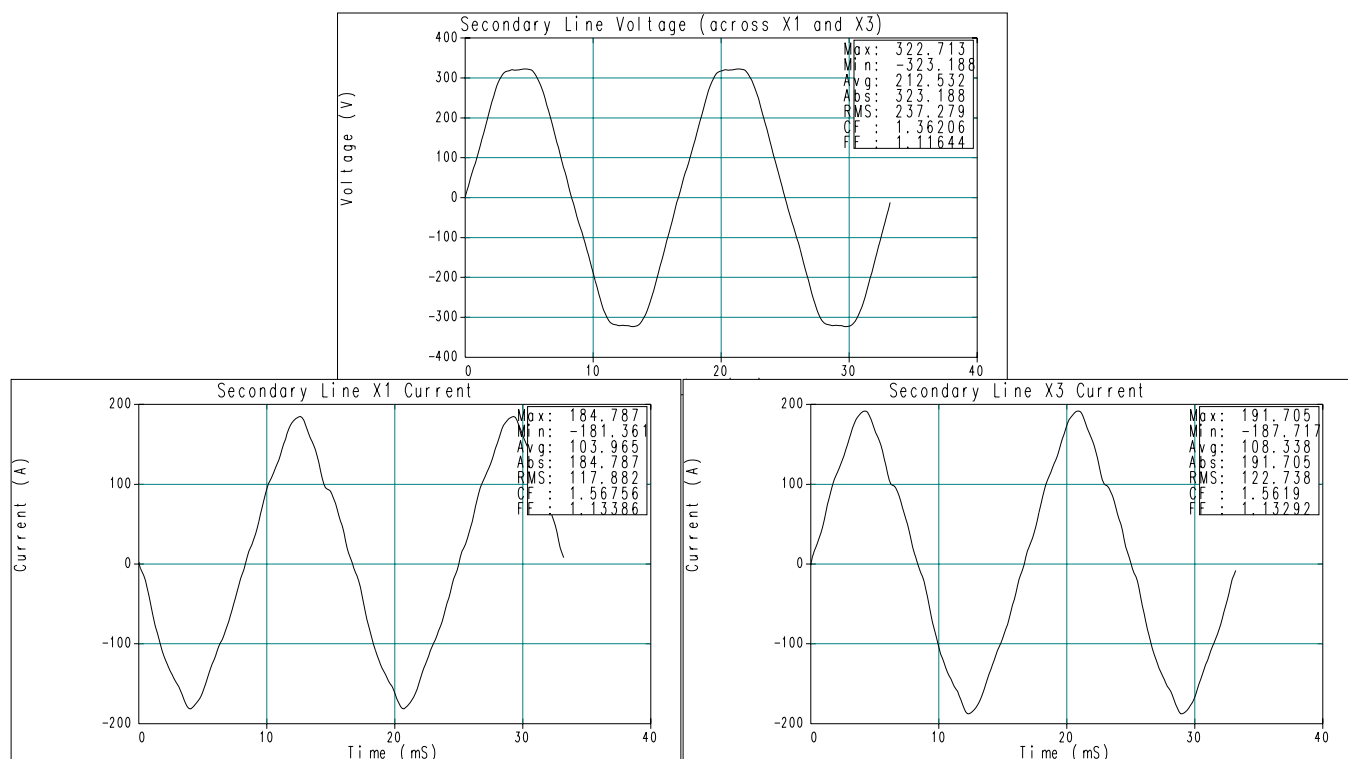 Secondary Line Voltage (across X1 and X3)
Voltage (V)
400
300
200
100
0
-100
-200
-300
-400
0 10 20 30 40
Max: 322.713
Min: -323.188
Avg: 212.532
Abs: 323.188
RMS: 237.279
CF : 1.36206
FF : 1.11644
Secondary Line X1 Current
Current (A)
200
100
0
-100
-200
0 10 20 30 40
Time (mS)
Max: 184.787
Min: -181.361
Avg: 103.965
Abs: 184.787
RMS: 117.882
CF : 1.56756
FF : 1.13386
Secondary Line X3 Current
Current (A)
200
100
0
-100
-200
0 10 20 30 40
Time (mS)
Max: 191.705
Min: -187.717
Avg: 108.338
Abs: 191.705
RMS: 122.738
CF : 1.5619
FF : 1.13292